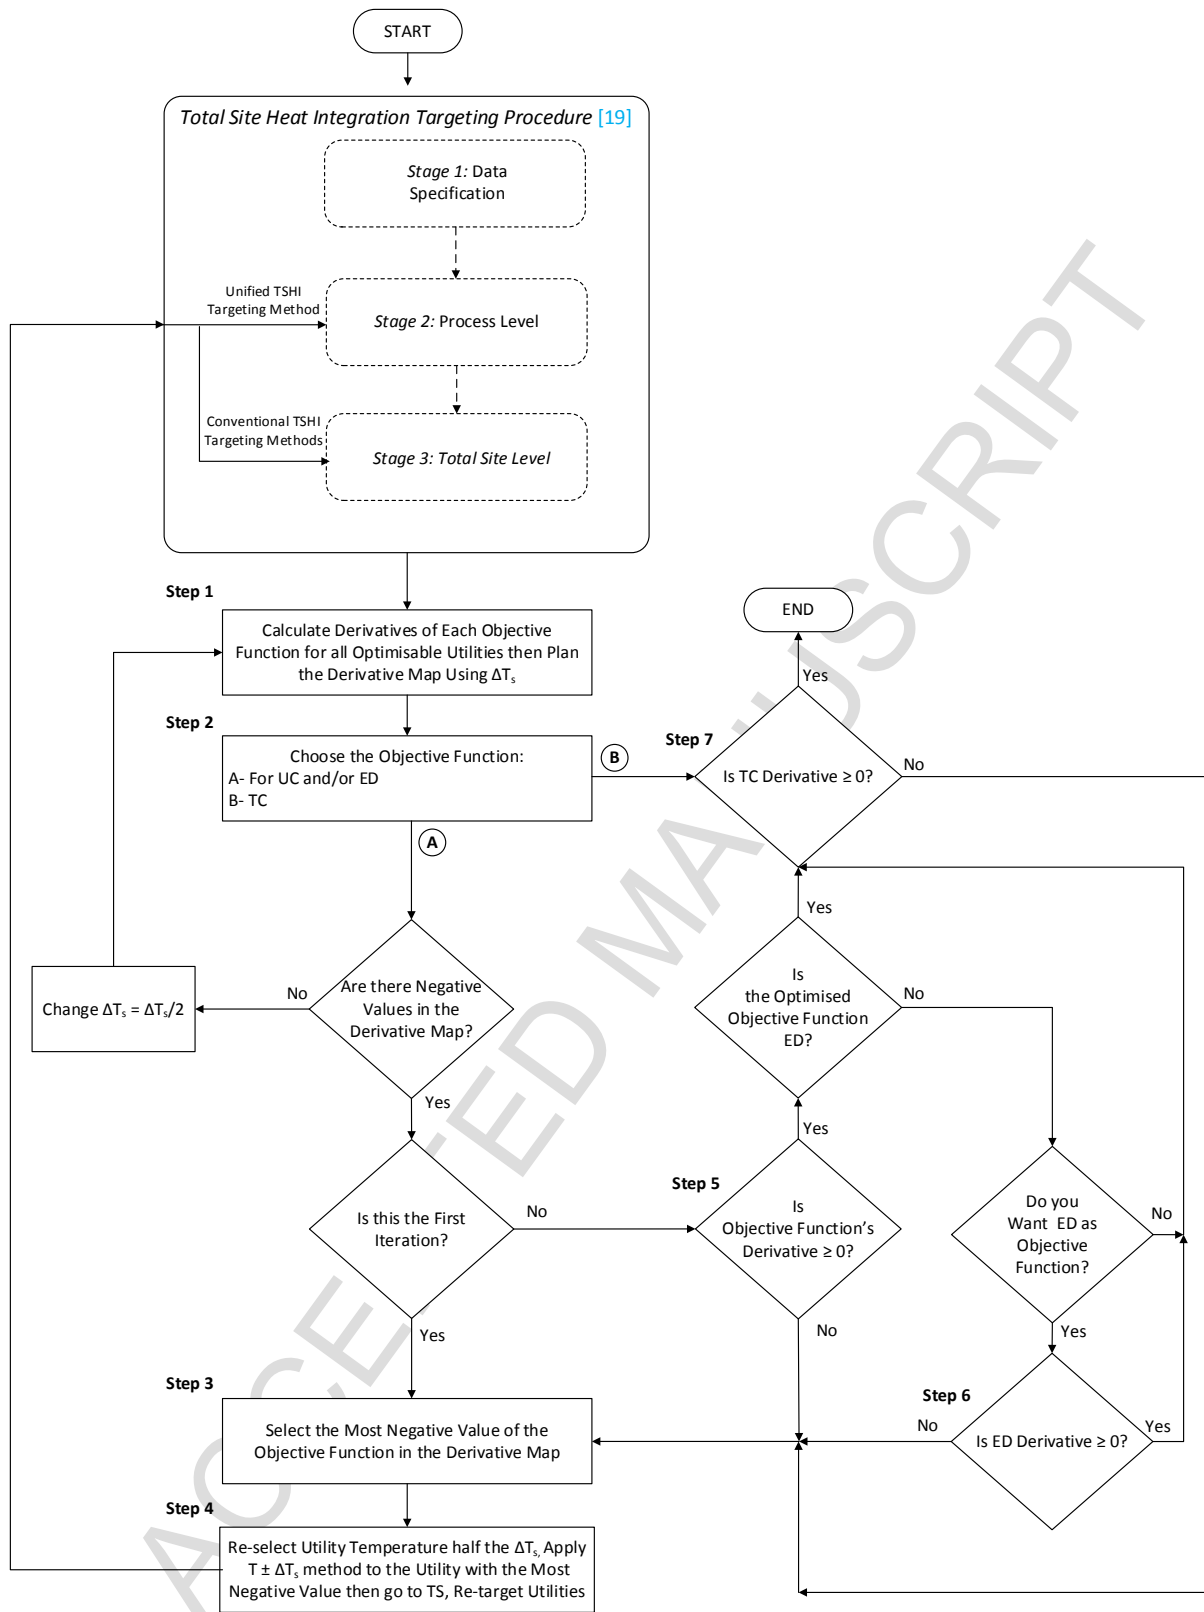 START
Total Site Heat Integration Targeting Procedure [19]
Stage 1: Data
Specification
Unified TSHI
Targeting Method
Stage 2: Process Level
Conventional TSHI
Targeting Methods
Stage 3: Total Site Level
Step 1
Calculate Derivatives of Each Objective
Function for all Optimisable Utilities then Plan
the Derivative Map Using ΔTs
Step 2
Choose the Objective Function:
A- For UC and/or ED
B- TC
B
A
END
Yes
Step 7
Is TC Derivative ≥ 0?
No
Yes
Is
the Optimised
Objective Function
ED?
No
Change ΔTs = ΔTs/2
No
Are there Negative
Values in the
Derivative Map?
Yes
Is this the First
Iteration?
No
Yes
Step 5
Yes
Is
Objective Function's
Derivative ≥ 0?
No
Do you
Want ED as
Objective
Function?
No
Yes
Step 6
Is ED Derivative ≥ 0?
No
Yes
Step 3
Select the Most Negative Value of the
Objective Function in the Derivative Map
Step 4
Re-select Utility Temperature half the ΔTs, Apply
T ± ΔTs method to the Utility with the Most
Negative Value then go to TS, Re-target Utilities
ACCEPTED MANUSCRIPT